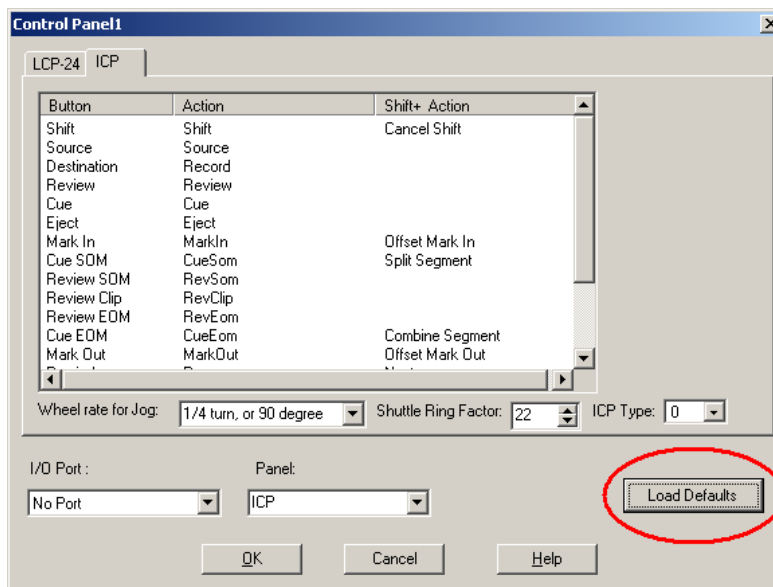 Control Panel1
LCP-24 ICP
Button Action Shift+ Action
Shift Shift Cancel Shift
Source Source
Destination Record
Review Review
Cue Cue
Eject Eject
Mark In MarkIn Offset Mark In
Cue SOM CueSom Split Segment
Review SOM RevSom
Review Clip RevClip
Review EOM RevEom
Cue EOM CueEom Combine Segment
Mark Out MarkOut Offset Mark Out
Wheel rate for Jog: 1/4 turn, or 90 degree Shuttle Ring Factor: 22 ICP Type: 0
I/O Port : Panel:
No Port ICP Load Defaults
OK Cancel Help